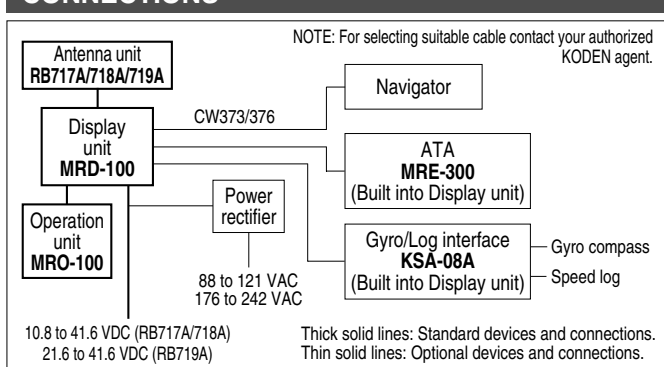 CONNECTIONS
NOTE: For selecting suitable cable contact your authorized
KODEN agent.
Antenna unit
RB717A/718A/719A
CW373/376
Navigator
Display
unit
MRD-100
ATA
MRE-300
(Built into Display unit)
Power
rectifier
Operation
unit
MRO-100
Gyro/Log interface
KSA-08A
(Built into Display unit)
Gyro compass
Speed log
88 to 121 VAC
176 to 242 VAC
10.8 to 41.6 VDC (RB717A/718A)
21.6 to 41.6 VDC (RB719A)
Thick solid lines: Standard devices and connections.
Thin solid lines: Optional devices and connections.